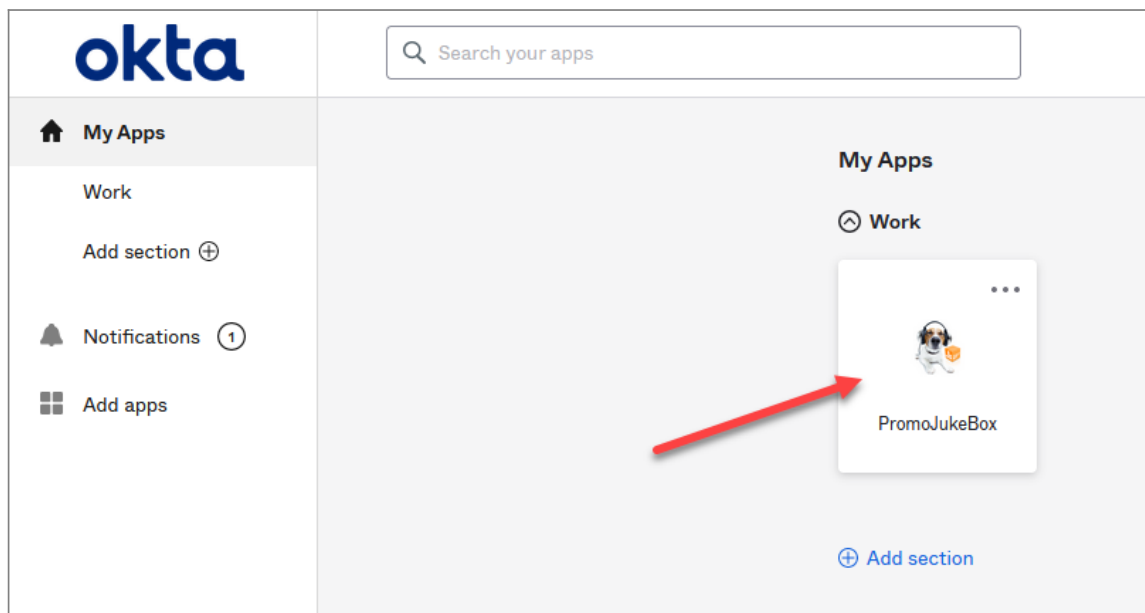 okta
Search your apps
My Apps
Work
Add section
Notifications 1
Add apps
My Apps
Work
PromoJukeBox
Add section